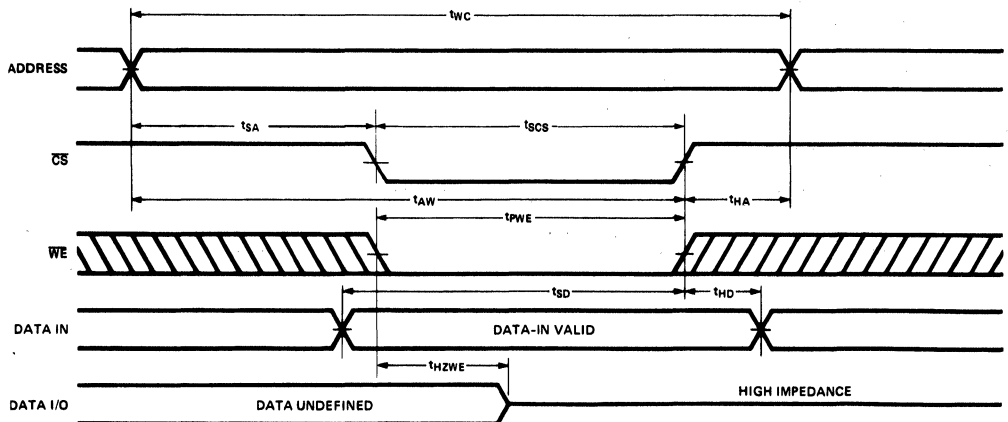 tWC
ADDRESS
tSA
tSCS
CS
tAW
tHA
tPWE
WE
tSD
tHD
DATA IN
DATA-IN VALID
tHZWE
HIGH IMPEDANCE
DATA I/O
DATA UNDEFINED